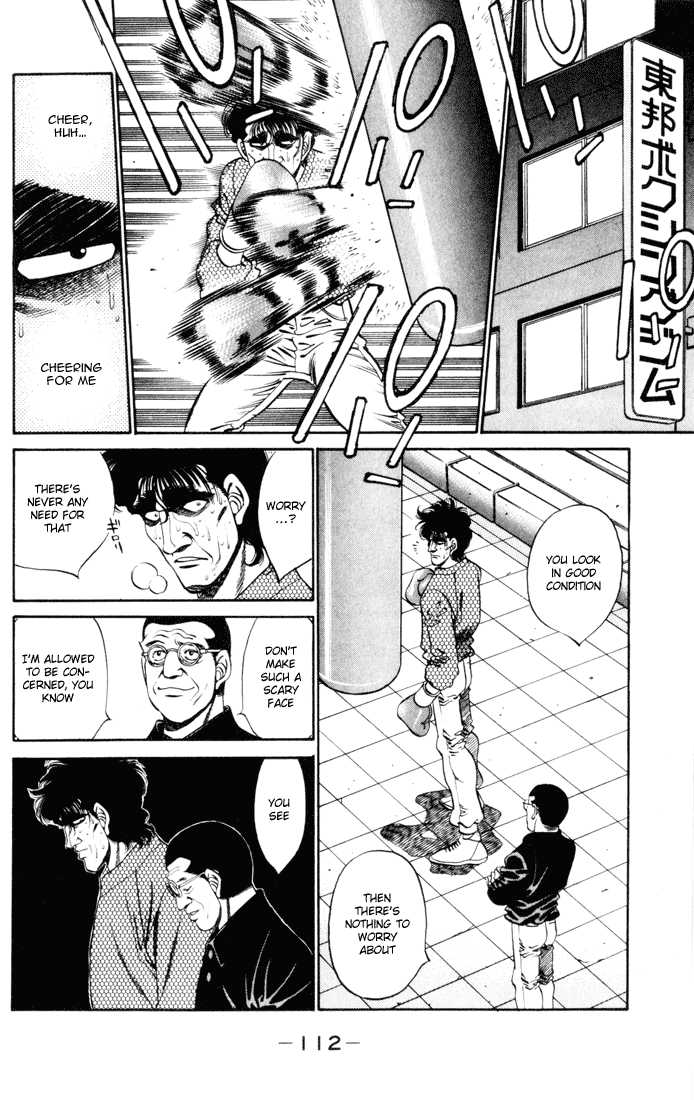 東邦ボクシングジム
CHEER,
HUH...
CHEERING
FOR ME
YOU LOOK
IN GOOD
CONDITION
THEN
THERE'S
NOTHING TO
WORRY
ABOUT
WORRY
...?
THERE'S
NEVER ANY
NEED FOR
THAT
ギロ
DON'T
MAKE
SUCH A
SCARY
FACE
I'M ALLOWED
TO BE CON-
CERNED, YOU
KNOW
YOU
SEE
-112-